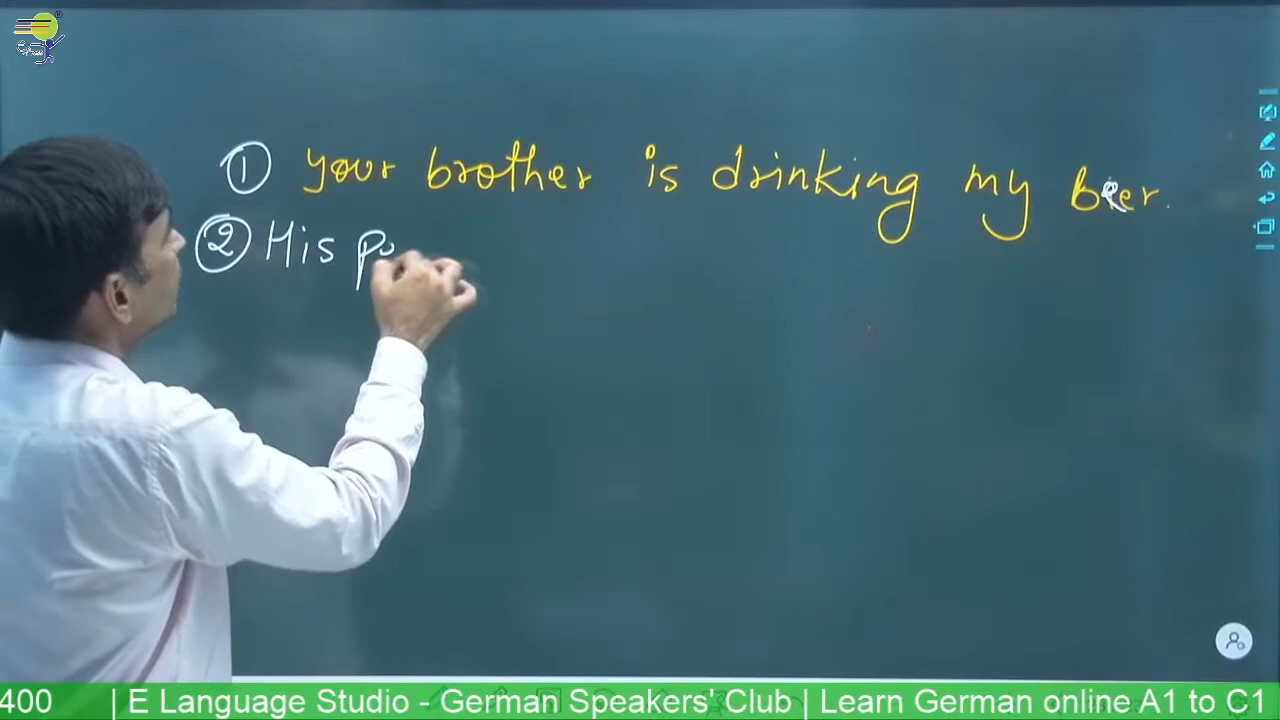 ① Your brother is drinking my beer.
② His
400 | E Language Studio - German Speakers' Club | Learn German online A1 to C1